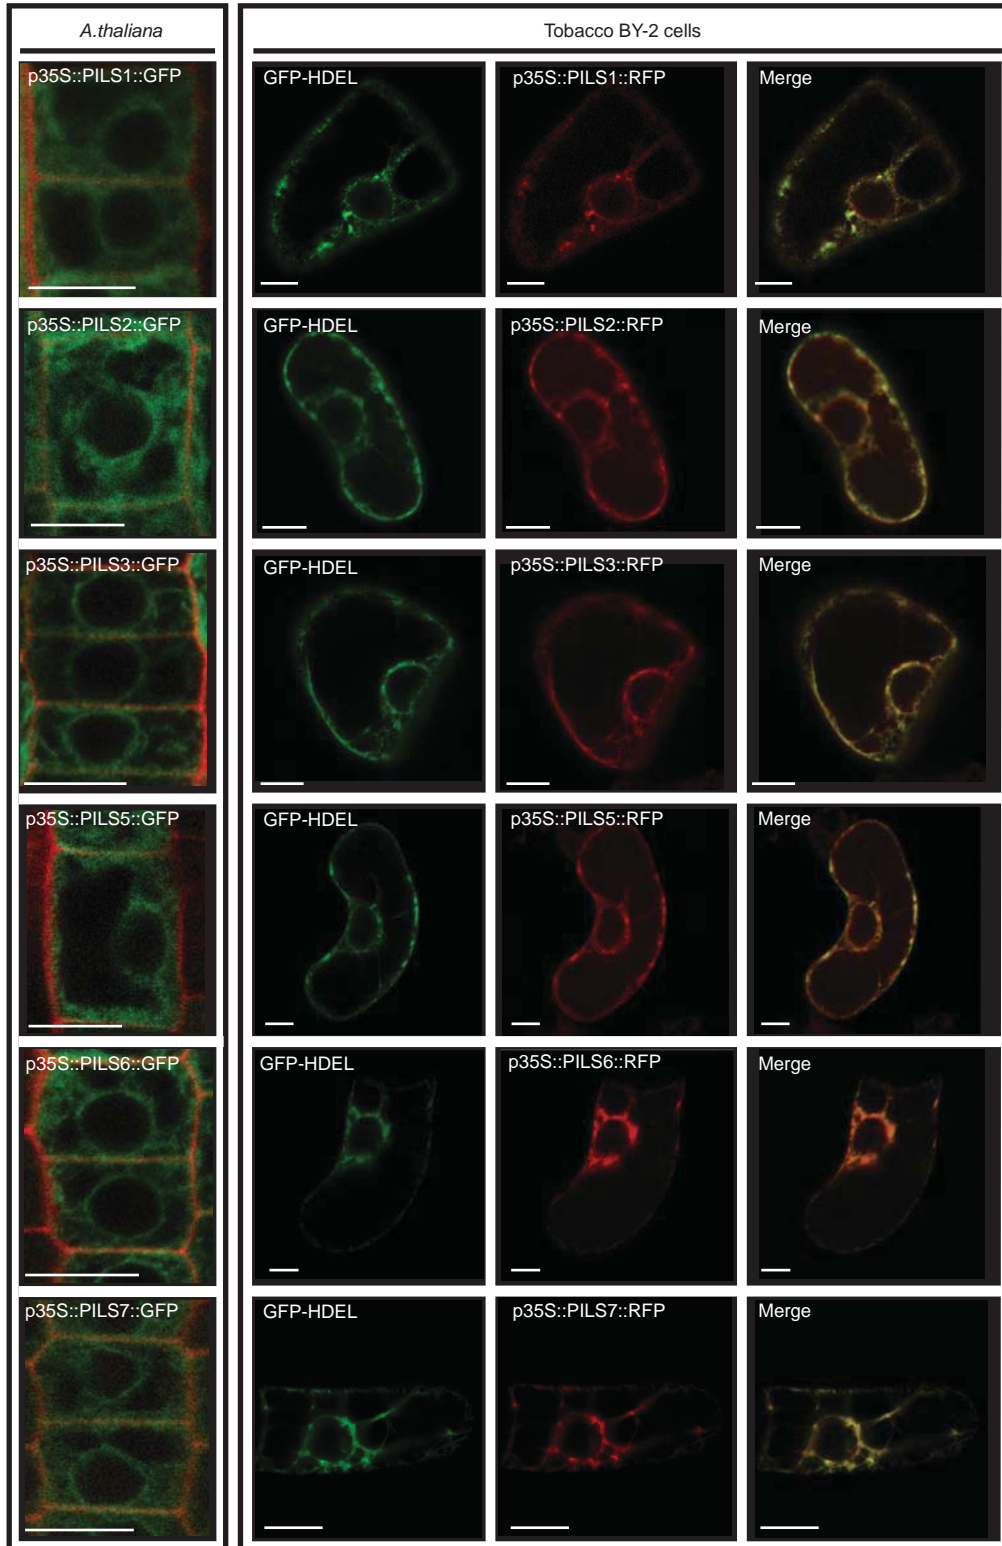 A.thaliana
Tobacco BY-2 cells
p35S::PILS1::GFP
GFP-HDEL
p35S::PILS1::RFP
Merge
p35S::PILS2::GFP
GFP-HDEL
p35S::PILS2::RFP
Merge
p35S::PILS3::GFP
GFP-HDEL
p35S::PILS3::RFP
Merge
p35S::PILS5::GFP
GFP-HDEL
p35S::PILS5::RFP
Merge
p35S::PILS6::GFP
GFP-HDEL
p35S::PILS6::RFP
Merge
p35S::PILS7::GFP
GFP-HDEL
p35S::PILS7::RFP
Merge